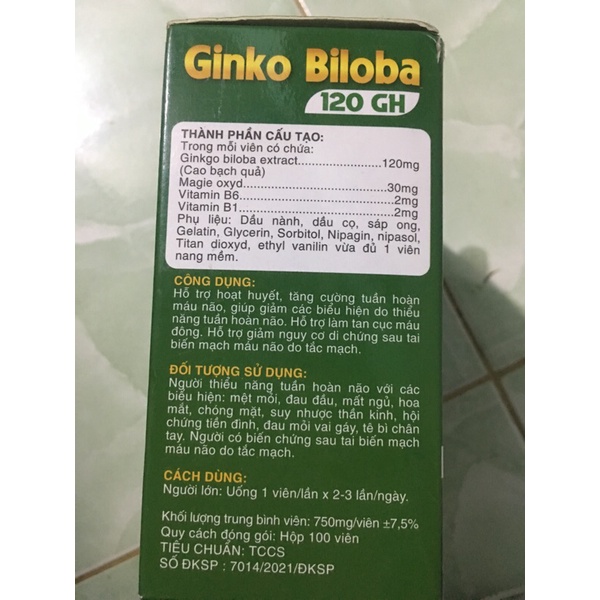 Ginko Biloba
120 GH
THÀNH PHẦN CẤU TẠO:
Trong mỗi viên có chứa:
Ginkgo biloba extract....................120mg
(Cao bạch quả)
Magie oxyd....................................30mg
Vitamin B6.......................................2mg
Vitamin B1.......................................2mg
Phụ liệu: Dầu nành, dầu cọ, sáp ong,
Gelatin, Glycerin, Sorbitol, Nipagin, nipasol,
Titan dioxyd, ethyl vanilin vừa đủ 1 viên
nang mềm.
CÔNG DỤNG:
Hỗ trợ hoạt huyết, tăng cường tuần hoàn
máu não, giúp giảm các biểu hiện do thiểu
năng tuần hoàn não. Hỗ trợ làm tan cục máu
đông. Hỗ trợ giảm nguy cơ di chứng sau tai
biến mạch máu não do tắc mạch.
ĐỐI TƯỢNG SỬ DỤNG:
Người thiểu năng tuần hoàn não với các
biểu hiện: mệt mỏi, đau đầu, mất ngủ, hoa
mắt, chóng mặt, suy nhược thần kinh, hội
chứng tiền đình, đau mỏi vai gáy, tê bì chân
tay. Người có biến chứng sau tai biến mạch
máu não do tắc mạch.
CÁCH DÙNG:
Người lớn: Uống 1 viên/lần x 2-3 lần/ngày.
Khối lượng trung bình viên: 750mg/viên ±7,5%
Quy cách đóng gói: Hộp 100 viên
TIÊU CHUẨN: TCCS
SỐ ĐKSP : 7014/2021/ĐKSP